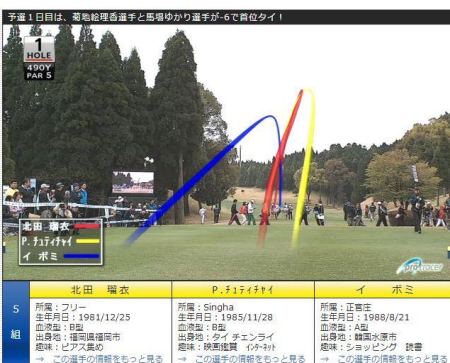 予選1日目は、菊地絵理香選手と馬場ゆかり選手が-6で首位タイ！
1
HOLE
490Y
PAR 5
北田 瑠衣
P.チュティチャイ
イ ボミ
protracer
5
組
北田 瑠衣
所属：フリー
生年月日：1981/12/25
血液型：B型
出身地：福岡県福岡市
趣味：ピアス集め
→ この選手の情報をもっと見る
P.チュティチャイ
所属：Singha
生年月日：1985/11/28
血液型：B型
出身地：タイ チェンライ
趣味：映画鑑賞 インターネット
→ この選手の情報をもっと見る
イ ボミ
所属：正官庄
生年月日：1988/8/21
血液型：A型
出身地：韓国水原市
趣味：ショッピング 読書
→ この選手の情報をもっと見る